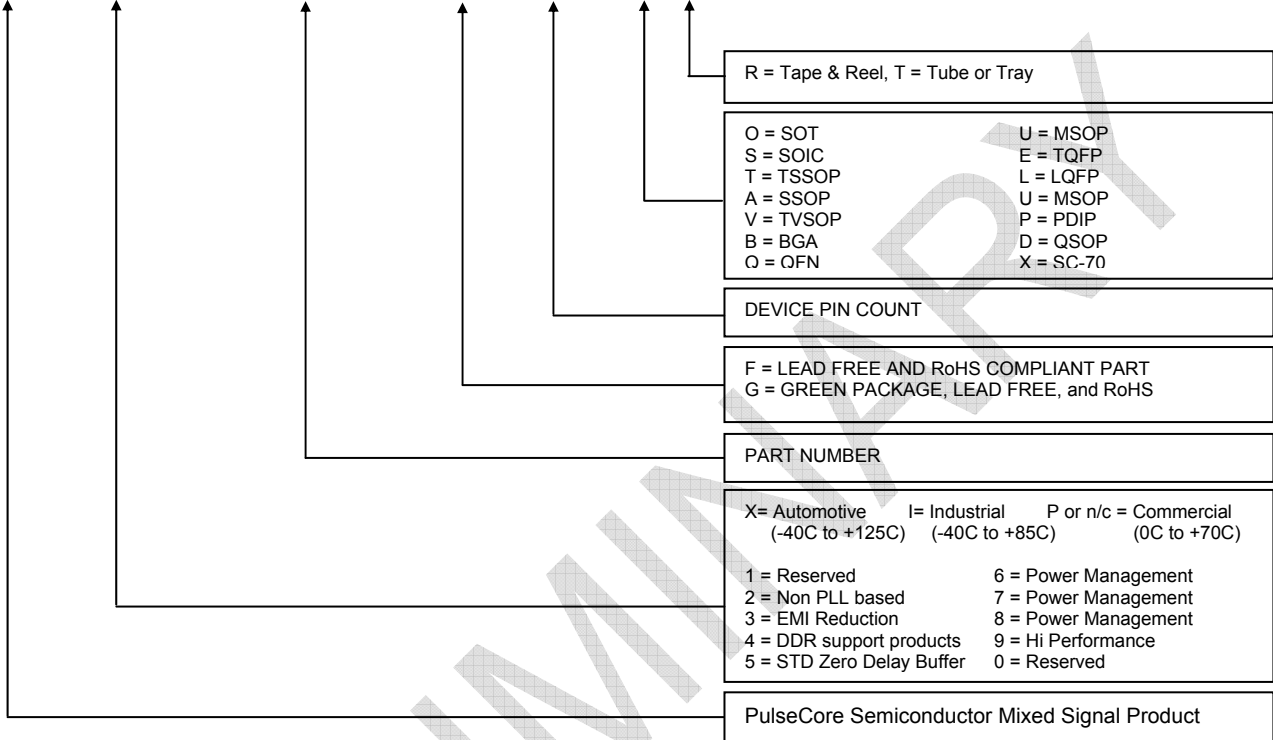 R = Tape & Reel, T = Tube or Tray
O = SOT U = MSOP
S = SOIC E = TQFP
T = TSSOP L = LQFP
A = SSOP U = MSOP
V = TVSOP P = PDIP
B = BGA D = QSOP
Q = QFN X = SC-70
DEVICE PIN COUNT
F = LEAD FREE AND RoHS COMPLIANT PART
G = GREEN PACKAGE, LEAD FREE, and RoHS
PART NUMBER
X= Automotive I= Industrial P or n/c = Commercial
(-40C to +125C) (-40C to +85C) (0C to +70C)
1 = Reserved 6 = Power Management
2 = Non PLL based 7 = Power Management
3 = EMI Reduction 8 = Power Management
4 = DDR support products 9 = Hi Performance
5 = STD Zero Delay Buffer 0 = Reserved
PulseCore Semiconductor Mixed Signal Product
IMINARY